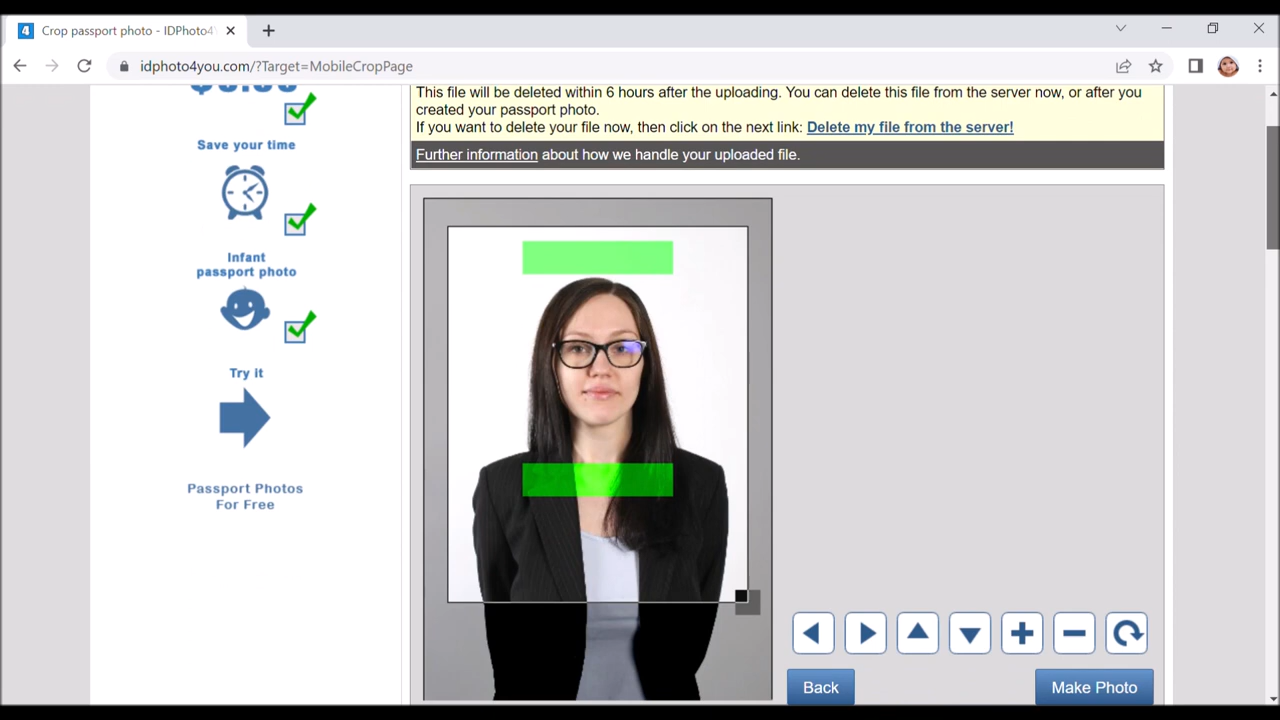 4 Crop passport photo - IDPhoto4
idphoto4you.com/?Target=MobileCropPage
Save your time
Infant
passport photo
Try it
Passport Photos
For Free
This file will be deleted within 6 hours after the uploading. You can delete this file from the server now, or after you
created your passport photo.
If you want to delete your file now, then click on the next link: Delete my file from the server!
Further information about how we handle your uploaded file.
Back
Make Photo